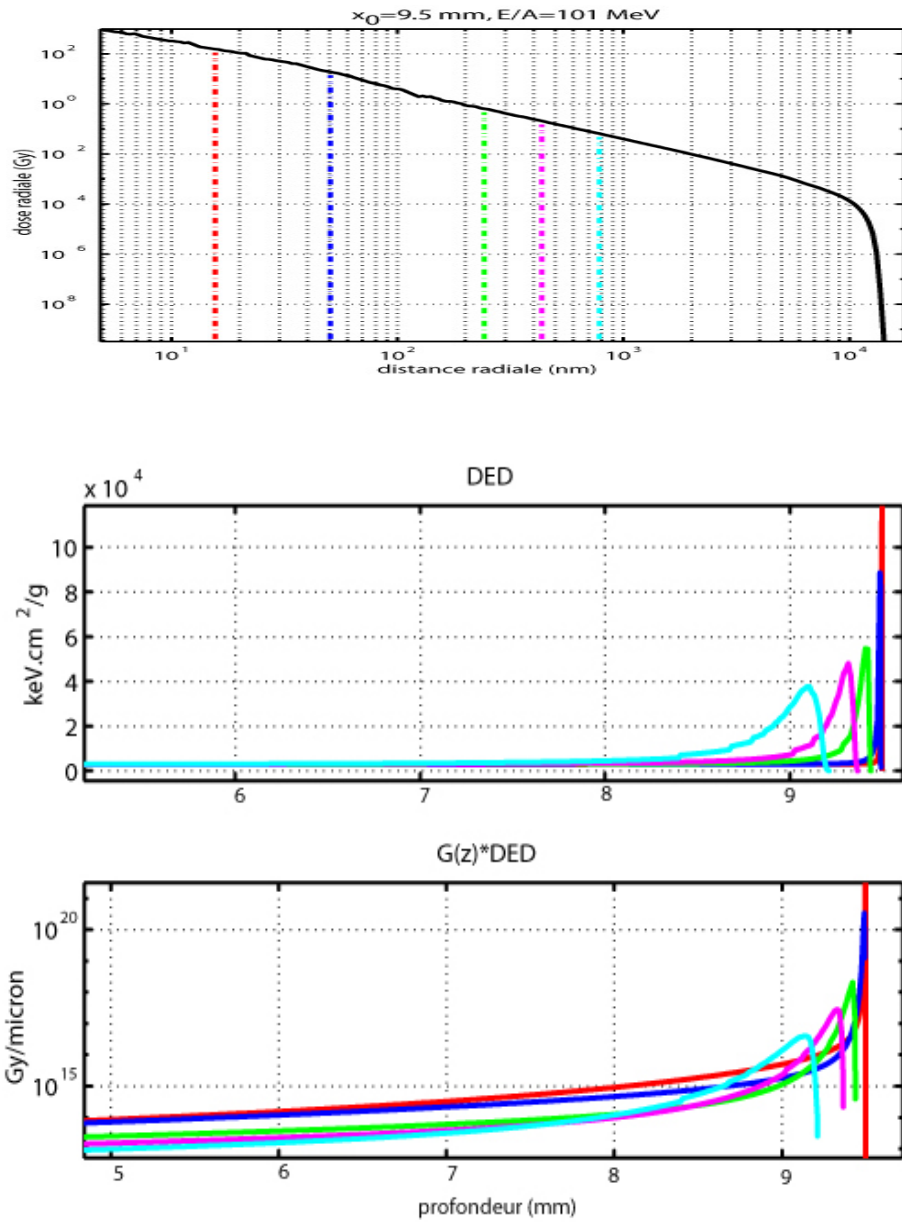 x0=9.5 mm, E/A=101 MeV
10^2
10^0
10^-2
10^-4
10^-6
10^-8
dose radiale (Gy)
10^1 10^2 10^3 10^4
distance radiale (nm)
DED
x 10^4
10
8
6
4
2
0
keV.cm^2/g
6 7 8 9
G(z)*DED
10^20
10^15
Gy/micron
5 6 7 8 9
profondeur (mm)